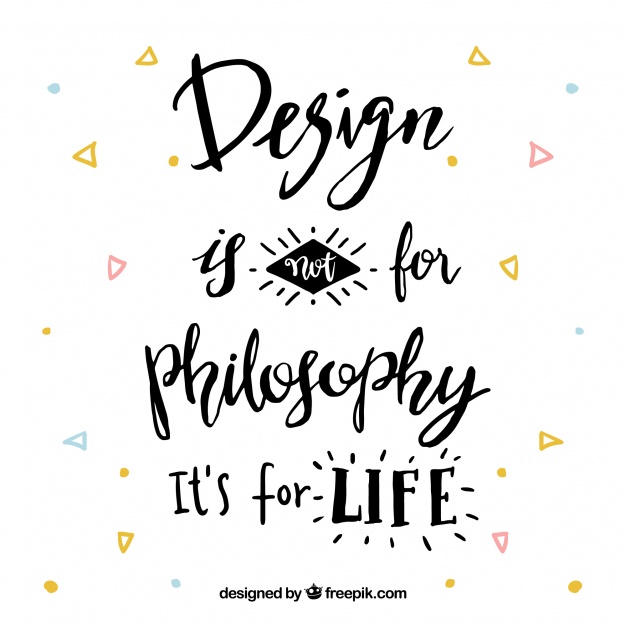 Design
is not for
philosophy
It's for LIFE
designed by freepik.com